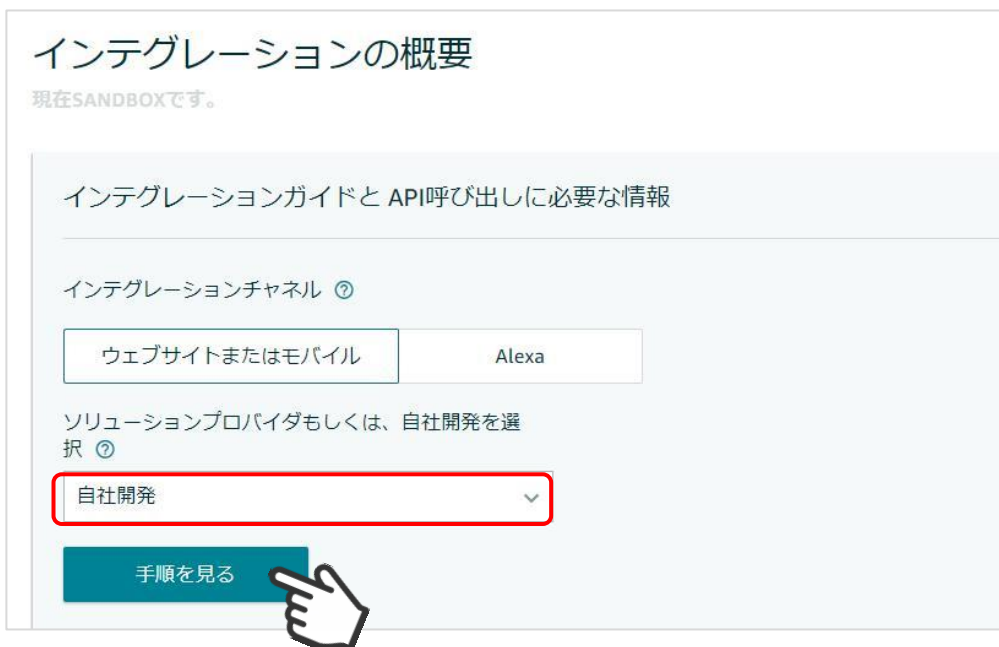 インテグレーションの概要
現在SANDBOXです。
インテグレーションガイドと API呼び出しに必要な情報
インテグレーションチャネル
ウェブサイトまたはモバイル
Alexa
ソリューションプロバイダもしくは、自社開発を選
択
自社開発
手順を見る